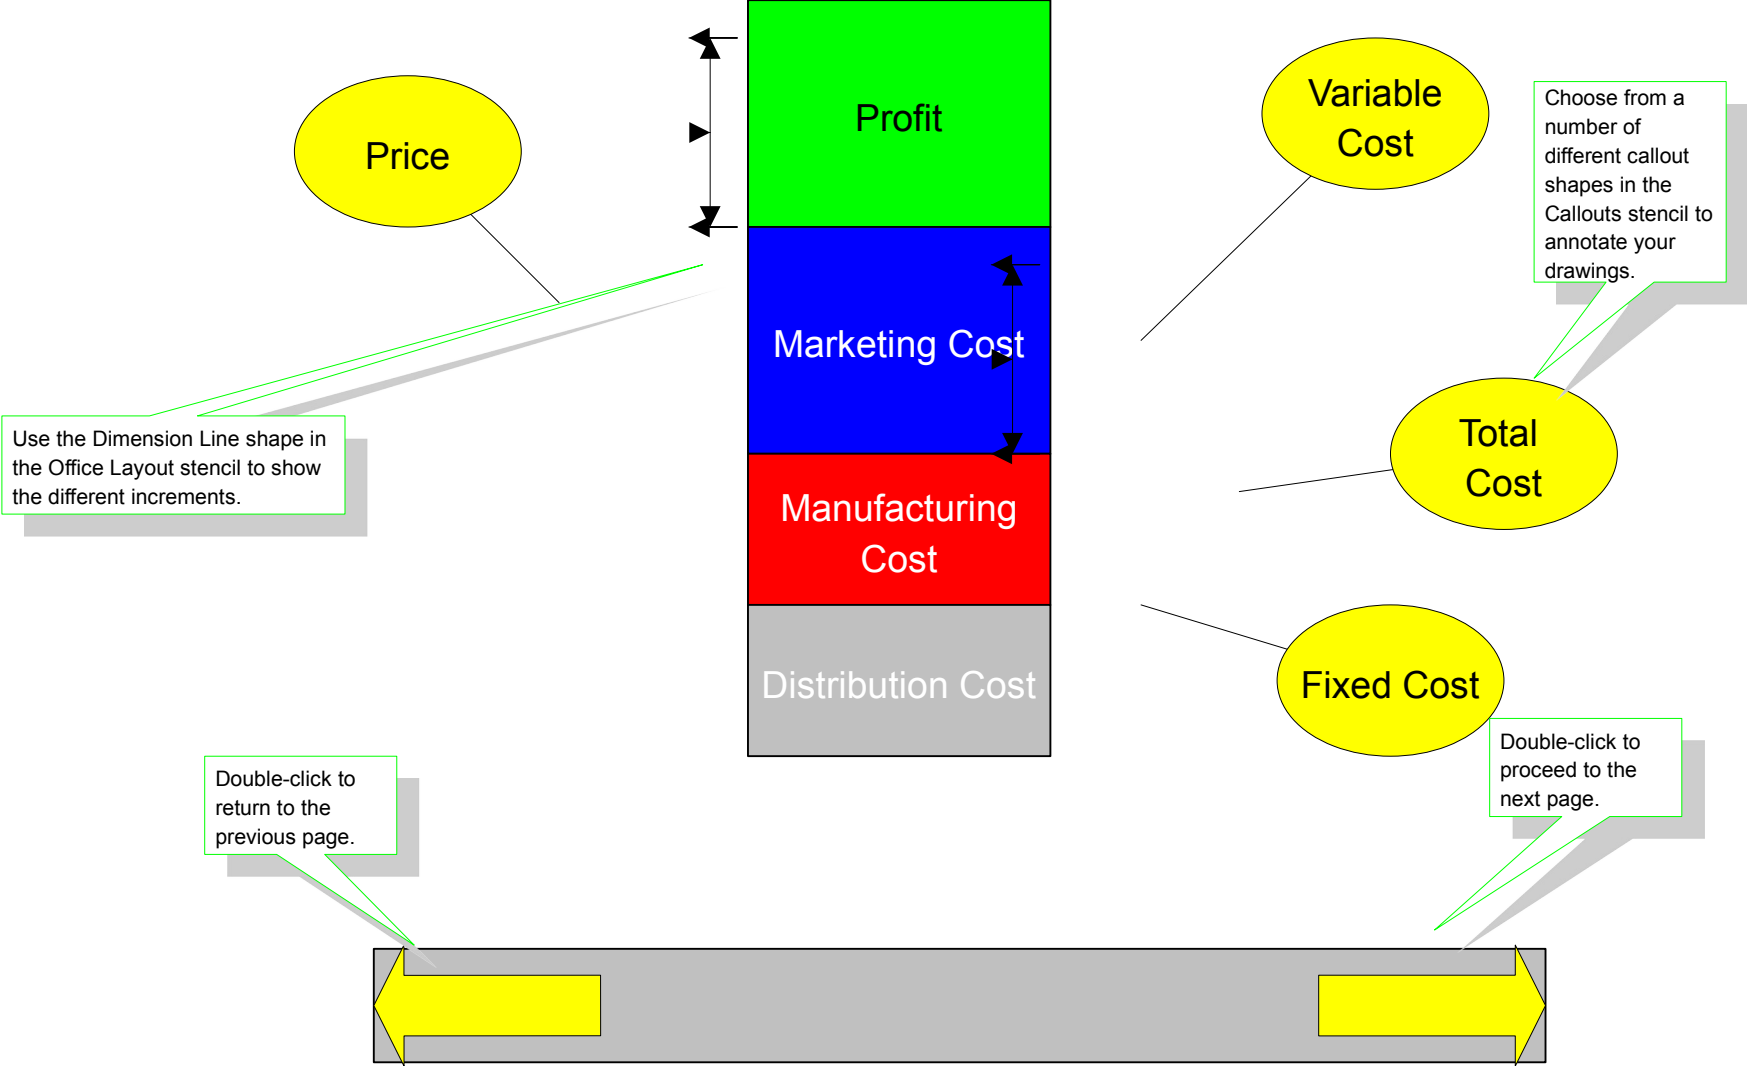 Profit
Variable
Cost
Choose from a
number of
different callout
shapes in the
Callouts stencil to
annotate your
drawings.
Price
Marketing Cost
Use the Dimension Line shape in
the Office Layout stencil to show
the different increments.
Total
Cost
Manufacturing
Cost
Distribution Cost
Fixed Cost
Double-click to
return to the
previous page.
Double-click to
proceed to the
next page.